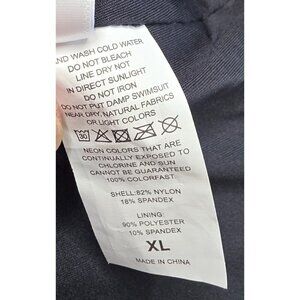 AND WASH COLD WATER
DO NOT BLEACH
LINE DRY NOT
IN DIRECT SUNLIGHT
DO NOT IRON
DO NOT PUT DAMP SWIMSUIT
NEAR DRY, NATURAL FABRICS
OR LIGHT COLORS
30
NEON COLORS THAT ARE
CONTINUALLY EXPOSED TO
CHLORINE AND SUN
CANNOT BE GUARANTEED
100% COLORFAST.
SHELL:82% NYLON
18% SPANDEX
LINING:
90% POLYESTER
10% SPANDEX
XL
MADE IN CHINA